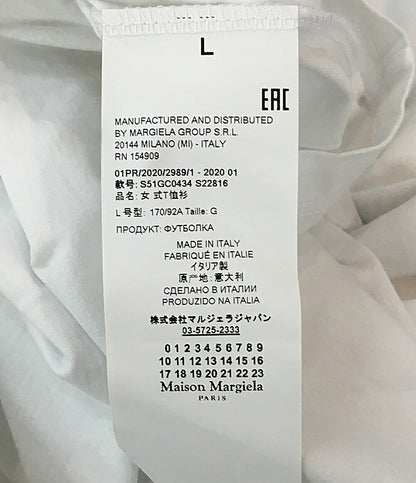 L
EAC
MANUFACTURED AND DISTRIBUTED
BY MARGIELA GROUP S.R.L.
20144 MILANO (MI) - ITALY
RN 154909
01PR/2020/2989/1 - 2020 01
款号: S51GC0434 S22816
品名: 女 式T恤衫
L 号型: 170/92A Taille: G
ПРОДУКТ: ФУТБОЛКА
MADE IN ITALY
FABRIQUÉ EN ITALIE
イタリア製
原产地: 意大利
СДЕЛАНО В ИТАЛИИ
PRODUZIDO NA ITALIA
株式会社マルジェラジャパン
03-5725-2333
0 1 2 3 4 5 6 7 8 9
10 11 12 13 14 15 16
17 18 19 20 21 22 23
Maison Margiela
PARIS